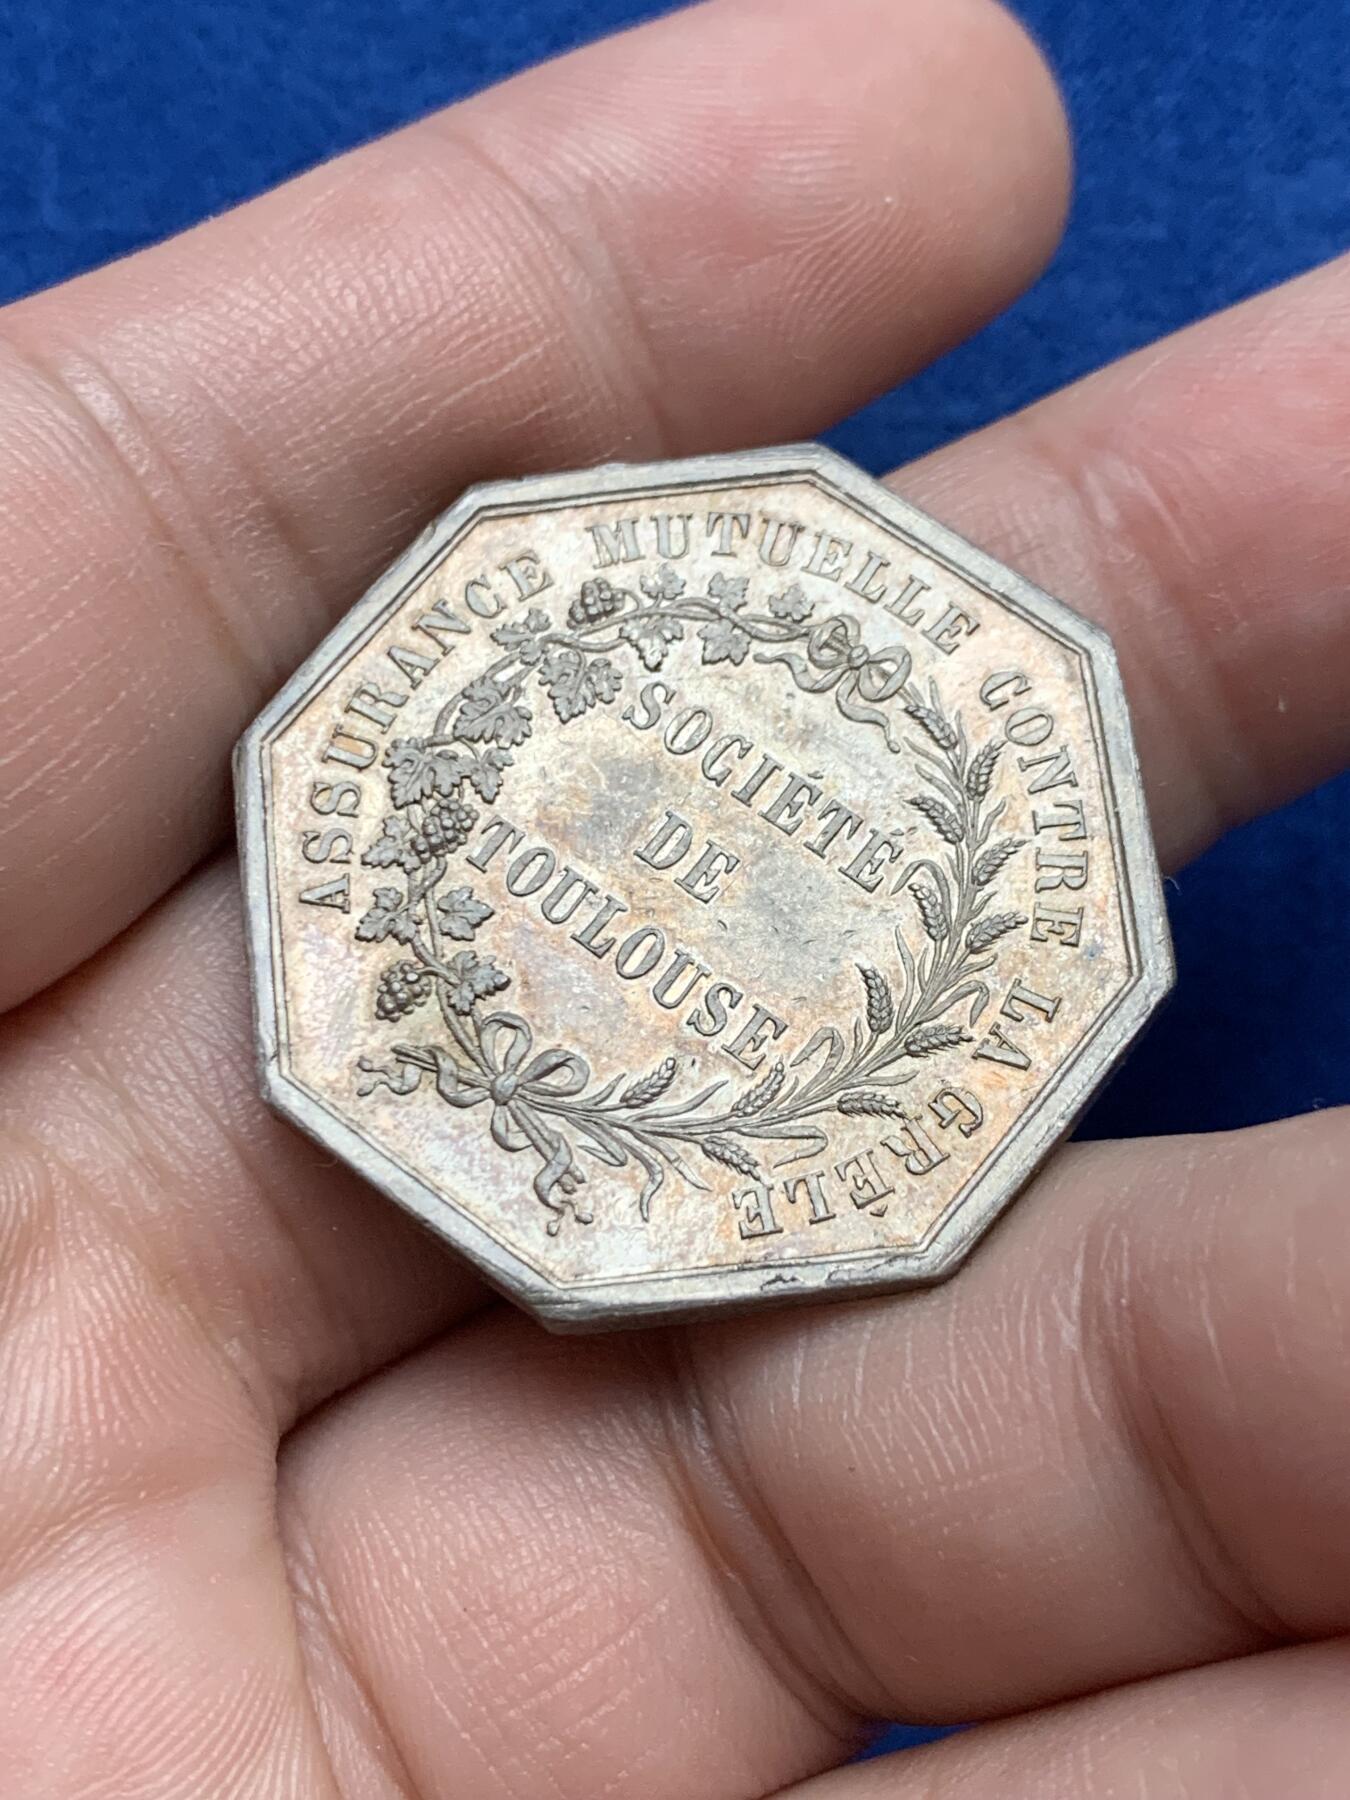 ASSURANCE MUTUELLE CONTRE LA GRÊLE
SOCIÉTÉ
DE
TOULOUSE